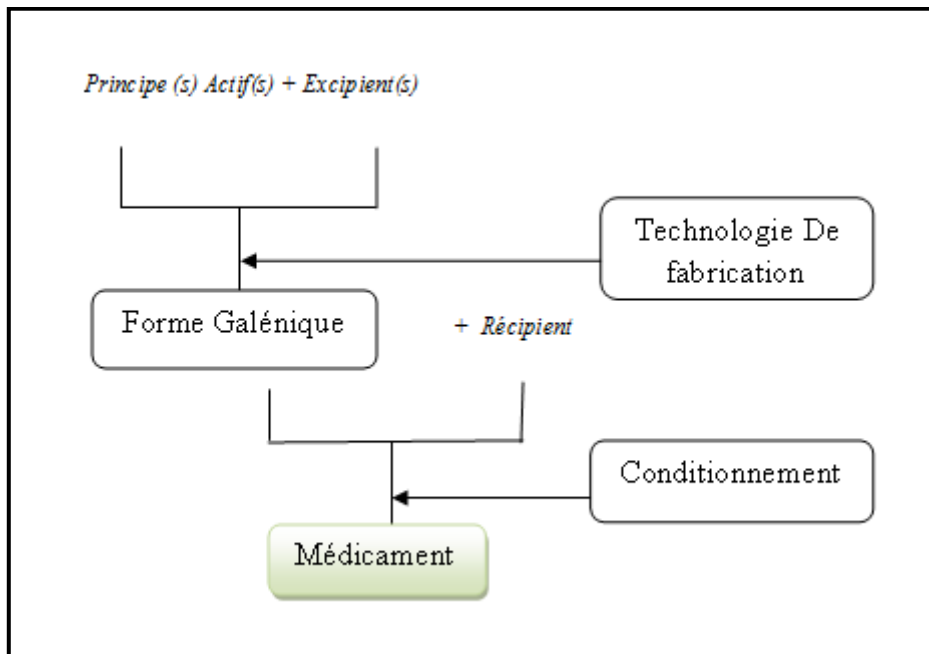 Principe (s) Actif(s) + Excipient(s)
Technologie De
fabrication
Forme Galénique
+ Récipient
Conditionnement
Médicament